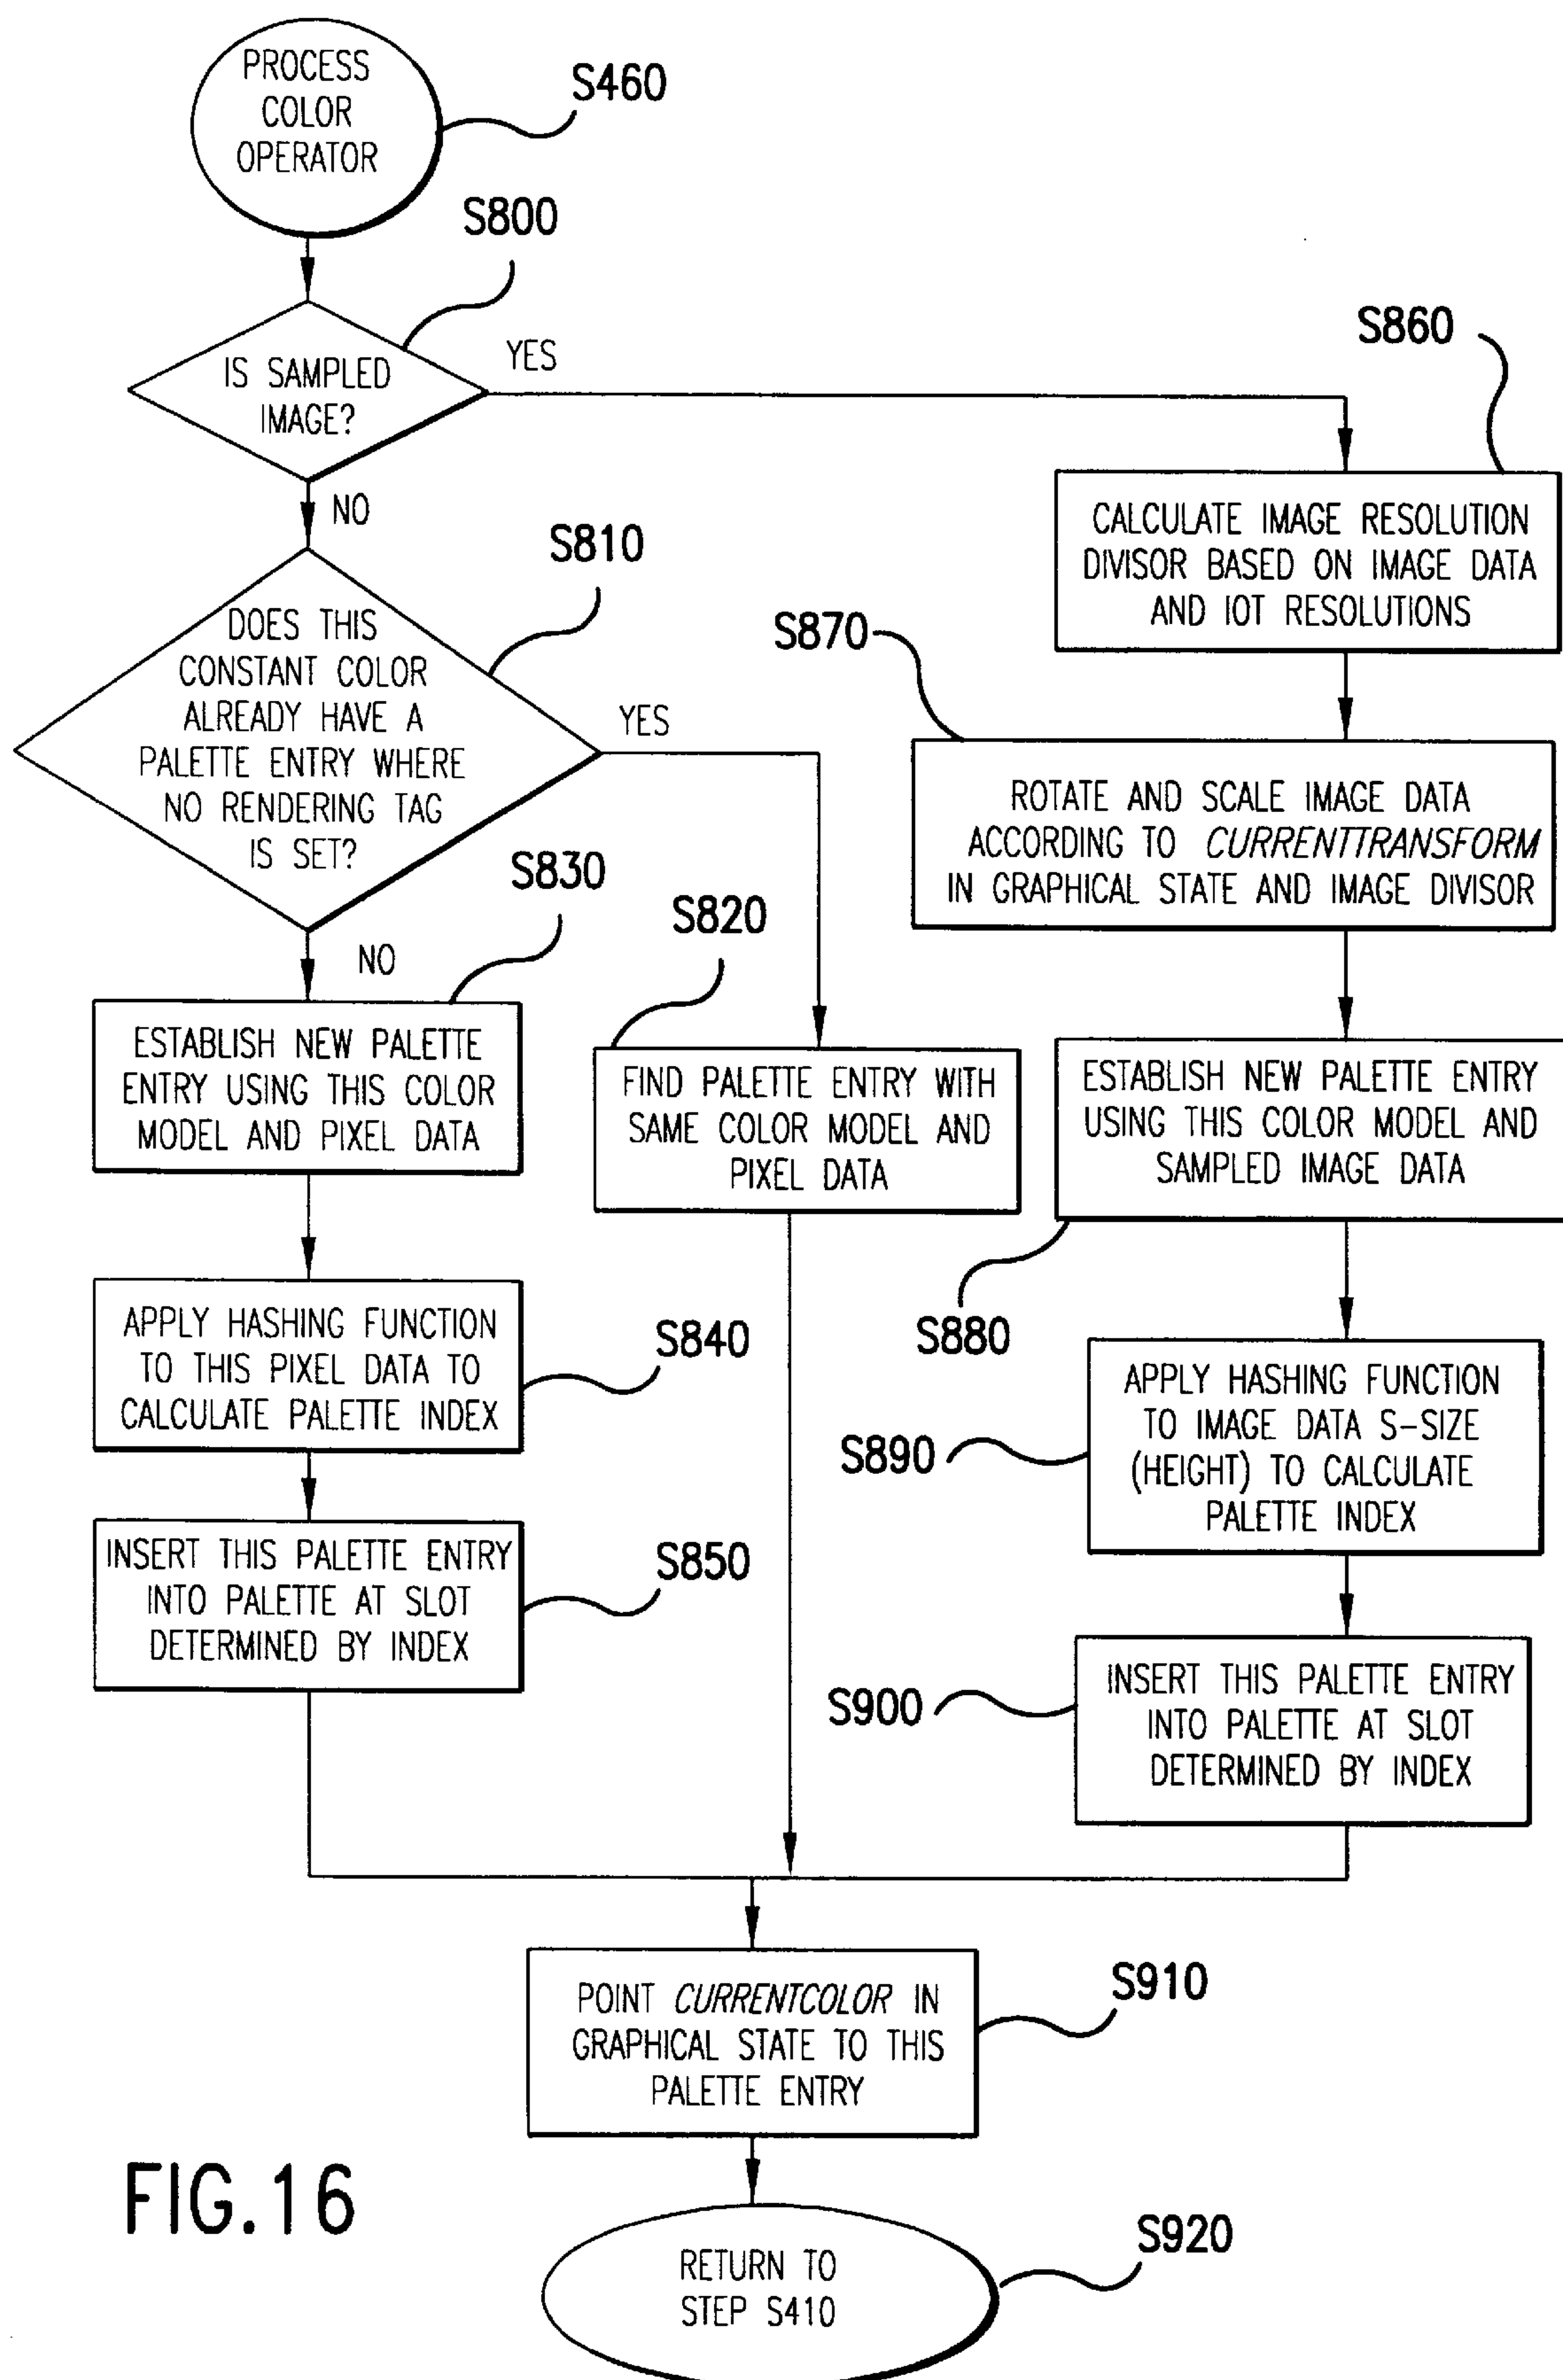 PROCESS
COLOR
OPERATOR
S460
S800
IS SAMPLED
IMAGE?
YES
NO
S810
DOES THIS
CONSTANT COLOR
ALREADY HAVE A
PALETTE ENTRY WHERE
NO RENDERING TAG
IS SET?
YES
NO
S830
ESTABLISH NEW PALETTE
ENTRY USING THIS COLOR
MODEL AND PIXEL DATA
S820
FIND PALETTE ENTRY WITH
SAME COLOR MODEL AND
PIXEL DATA
APPLY HASHING FUNCTION
TO THIS PIXEL DATA TO
CALCULATE PALETTE INDEX
S840
INSERT THIS PALETTE ENTRY
INTO PALETTE AT SLOT
DETERMINED BY INDEX
S850
S860
CALCULATE IMAGE RESOLUTION
DIVISOR BASED ON IMAGE DATA
AND IOT RESOLUTIONS
S870
ROTATE AND SCALE IMAGE DATA
ACCORDING TO CURRENTTRANSFORM
IN GRAPHICAL STATE AND IMAGE DIVISOR
ESTABLISH NEW PALETTE ENTRY
USING THIS COLOR MODEL AND
SAMPLED IMAGE DATA
S880
APPLY HASHING FUNCTION
TO IMAGE DATA S-SIZE
(HEIGHT) TO CALCULATE
PALETTE INDEX
S890
INSERT THIS PALETTE ENTRY
INTO PALETTE AT SLOT
DETERMINED BY INDEX
S900
POINT CURRENTCOLOR IN
GRAPHICAL STATE TO THIS
PALETTE ENTRY
S910
RETURN TO
STEP S410
S920
FIG.16